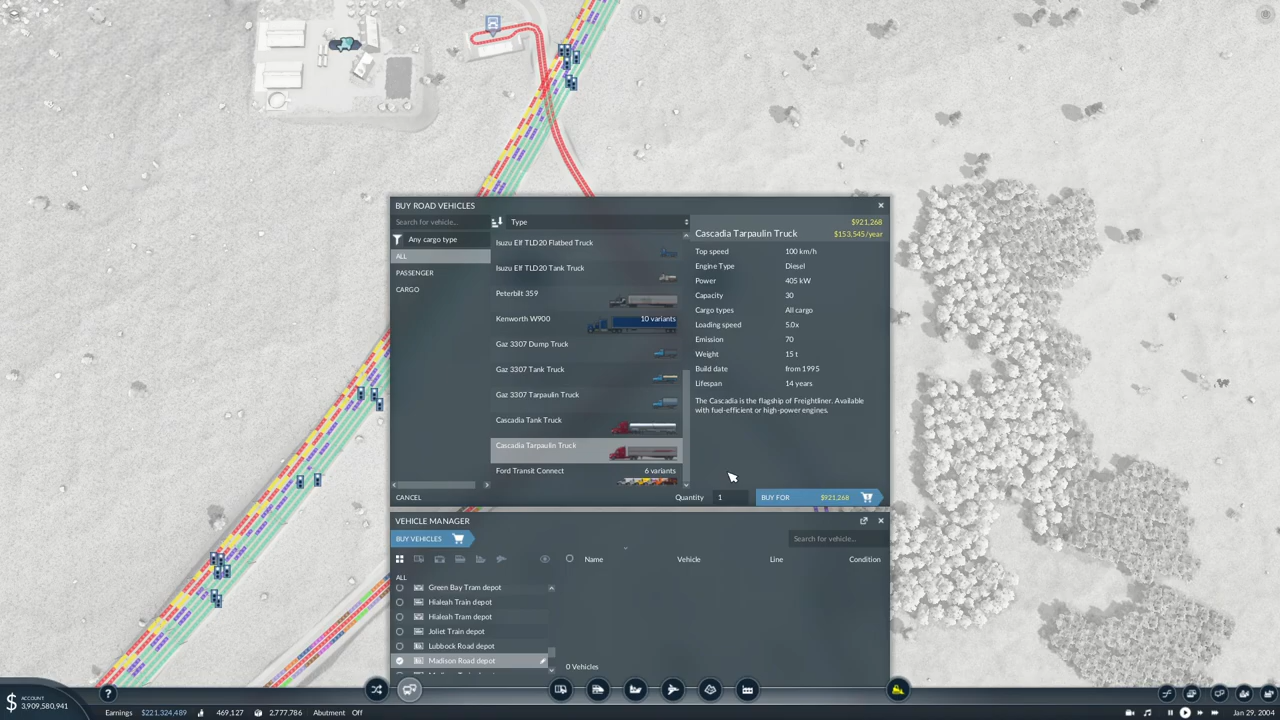 BUY ROAD VEHICLES
Search for vehicle...
Type
$921,268
Cascadia Tarpaulin Truck
$153,545/year
Any cargo type
ALL
PASSENGER
CARGO
Isuzu Elf TLD20 Flatbed Truck
Isuzu Elf TLD20 Tank Truck
Peterbilt 359
Kenworth W900
10 variants
Gaz 3307 Dump Truck
Gaz 3307 Tank Truck
Gaz 3307 Tarpaulin Truck
Cascadia Tank Truck
Cascadia Tarpaulin Truck
Ford Transit Connect
6 variants
Top speed 100 km/h
Engine Type Diesel
Power 405 kW
Capacity 30
Cargo types All cargo
Loading speed 5.0x
Emission 70
Weight 15 t
Build date from 1995
Lifespan 14 years
The Cascadia is the flagship of Freightliner. Available
with fuel-efficient or high-power engines.
CANCEL
Quantity 1
BUY FOR $921,268
VEHICLE MANAGER
BUY VEHICLES
Search for vehicle...
Name Vehicle Line Condition
ALL
Green Bay Tram depot
Hialeah Train depot
Hialeah Tram depot
Joliet Train depot
Lubbock Road depot
Madison Road depot
0 Vehicles
$ ACCOUNT
3,909,580,941
?
Earnings $221,324,489 469,127 2,777,786 Abutment Off
Jan 29, 2004